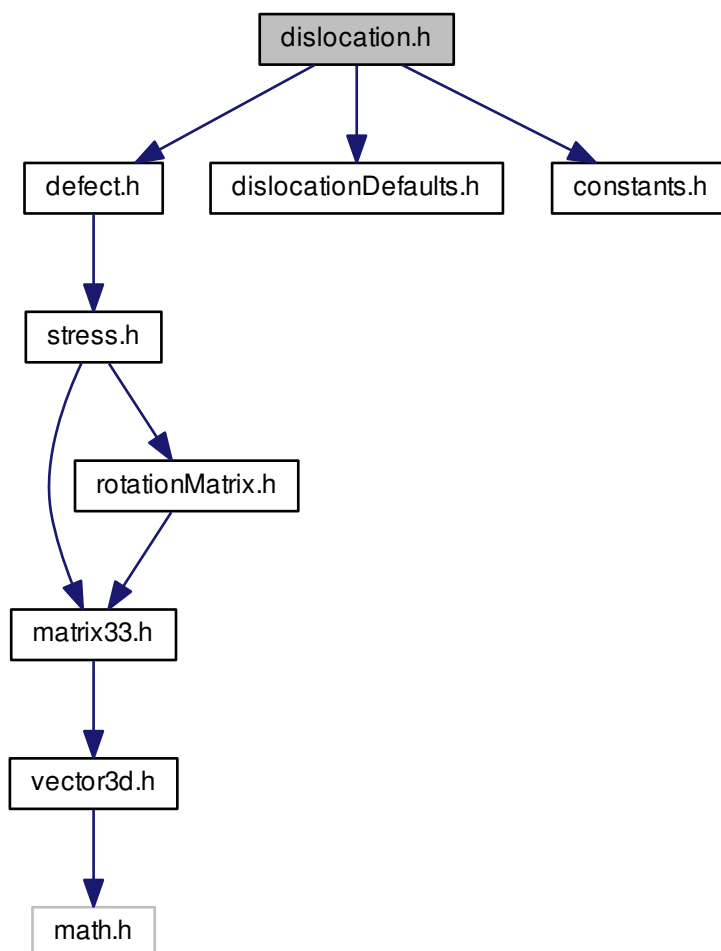 dislocation.h
defect.h
dislocationDefaults.h
constants.h
stress.h
rotationMatrix.h
matrix33.h
vector3d.h
math.h